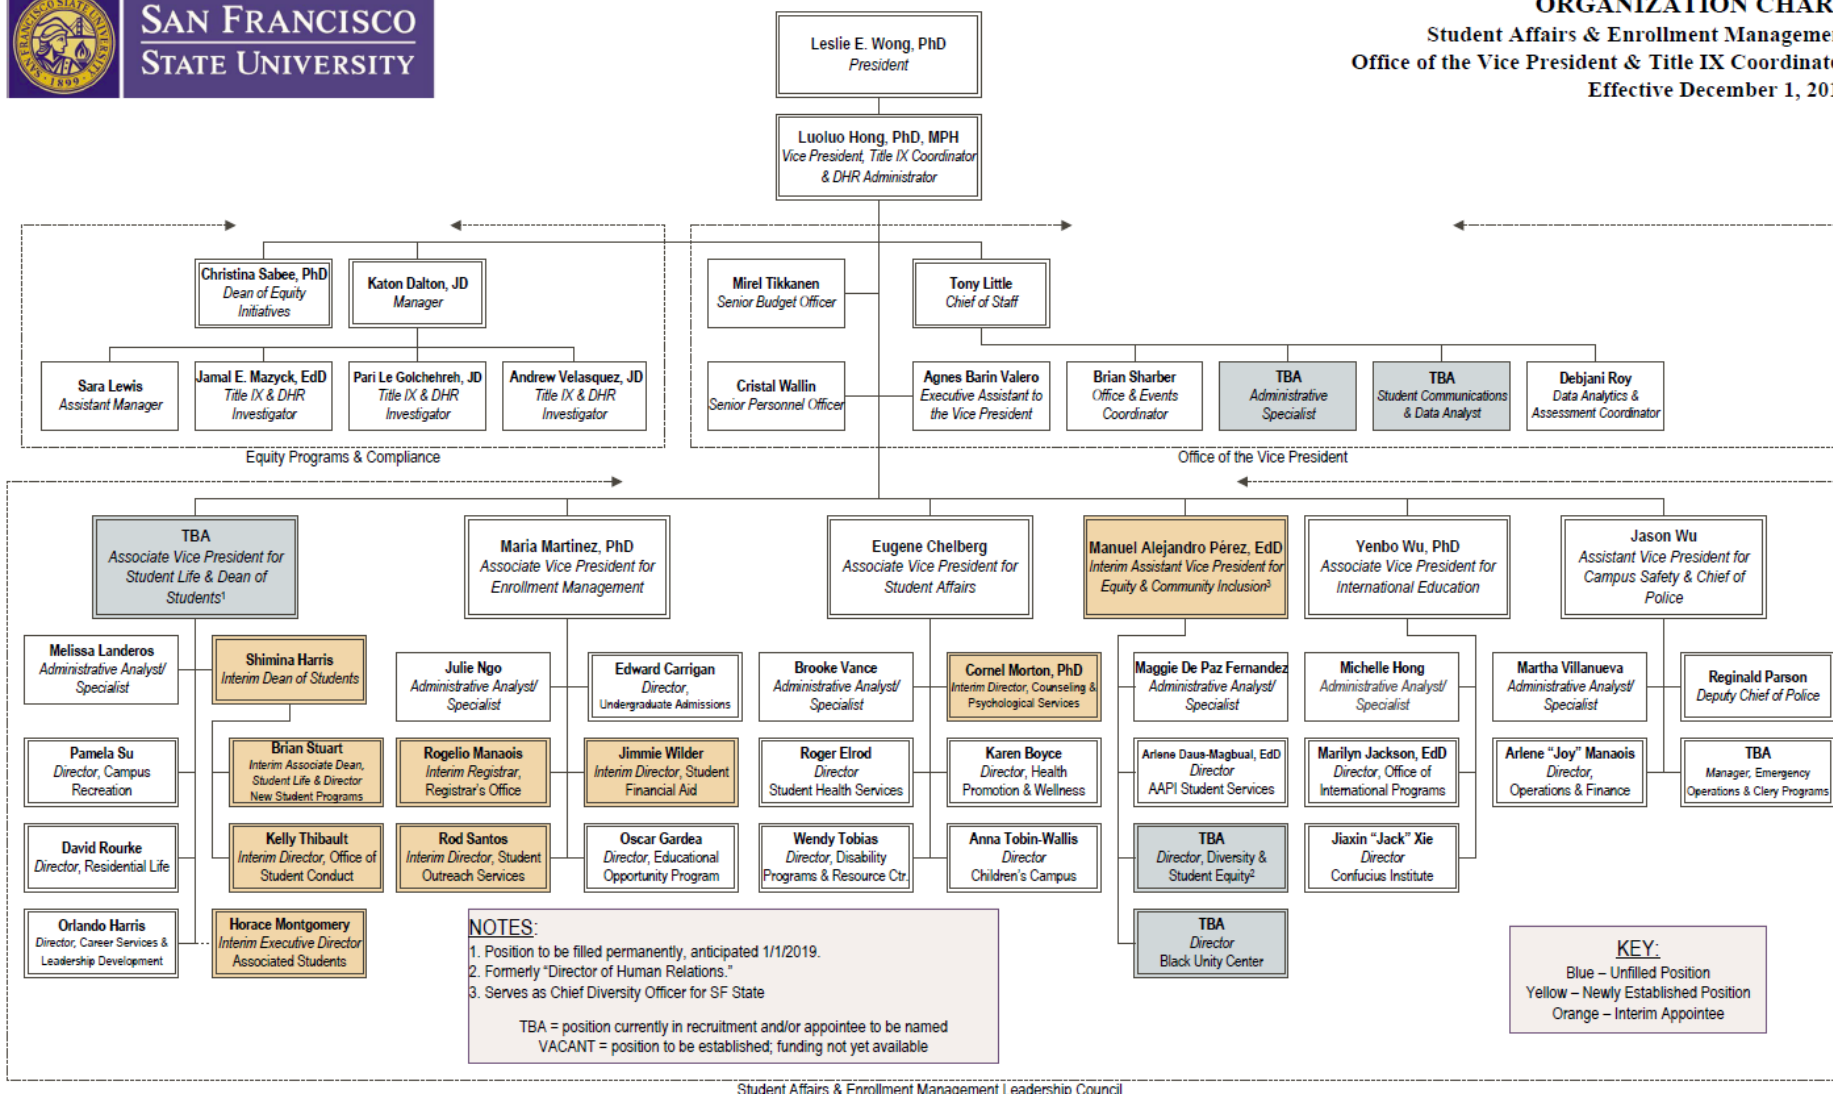 SAN FRANCISCO
STATE UNIVERSITY
SAN FRANCISCO STATE UNIVERSITY
1899
ORGANIZATION CHAR
Student Affairs & Enrollment Manageme
Office of the Vice President & Title IX Coordinat
Effective December 1, 201
Leslie E. Wong, PhD
President
Luoluo Hong, PhD, MPH
Vice President, Title IX Coordinator
& DHR Administrator
Christina Sabee, PhD
Dean of Equity
Initiatives
Katon Dalton, JD
Manager
Mirel Tikkanen
Senior Budget Officer
Tony Little
Chief of Staff
Sara Lewis
Assistant Manager
Jamal E. Mazyck, EdD
Title IX & DHR
Investigator
Pari Le Golchehreh, JD
Title IX & DHR
Investigator
Andrew Velasquez, JD
Title IX & DHR
Investigator
Cristal Wallin
Senior Personnel Officer
Agnes Barin Valero
Executive Assistant to
the Vice President
Brian Sharber
Office & Events
Coordinator
TBA
Administrative
Specialist
TBA
Student Communications
& Data Analyst
Debjani Roy
Data Analytics &
Assessment Coordinator
Equity Programs & Compliance
Office of the Vice President
TBA
Associate Vice President for
Student Life & Dean of
Students1
Maria Martinez, PhD
Associate Vice President for
Enrollment Management
Eugene Chelberg
Associate Vice President for
Student Affairs
Manuel Alejandro Pérez, EdD
Interim Assistant Vice President for
Equity & Community Inclusion3
Yenbo Wu, PhD
Associate Vice President for
International Education
Jason Wu
Assistant Vice President for
Campus Safety & Chief of
Police
Melissa Landeros
Administrative Analyst/
Specialist
Shimina Harris
Interim Dean of Students
Julie Ngo
Administrative Analyst/
Specialist
Edward Carrigan
Director,
Undergraduate Admissions
Brooke Vance
Administrative Analyst/
Specialist
Cornel Morton, PhD
Interim Director, Counseling &
Psychological Services
Maggie De Paz Fernandez
Administrative Analyst/
Specialist
Michelle Hong
Administrative Analyst/
Specialist
Martha Villanueva
Administrative Analyst/
Specialist
Reginald Parson
Deputy Chief of Police
Pamela Su
Director, Campus
Recreation
Brian Stuart
Interim Associate Dean,
Student Life & Director
New Student Programs
Rogelio Manaois
Interim Registrar,
Registrar's Office
Jimmie Wilder
Interim Director, Student
Financial Aid
Roger Elrod
Director
Student Health Services
Karen Boyce
Director, Health
Promotion & Wellness
Arlene Daus-Magbual, EdD
Director
AAPI Student Services
Marilyn Jackson, EdD
Director, Office of
International Programs
Arlene “Joy” Manaois
Director,
Operations & Finance
TBA
Manager, Emergency
Operations & Clery Programs
David Rourke
Director, Residential Life
Kelly Thibault
Interim Director, Office of
Student Conduct
Rod Santos
Interim Director, Student
Outreach Services
Oscar Gardea
Director, Educational
Opportunity Program
Wendy Tobias
Director, Disability
Programs & Resource Ctr.
Anna Tobin-Wallis
Director
Children's Campus
TBA
Director, Diversity &
Student Equity2
Jiaxin “Jack” Xie
Director
Confucius Institute
Orlando Harris
Director, Career Services &
Leadership Development
Horace Montgomery
Interim Executive Director
Associated Students
TBA
Director
Black Unity Center
NOTES:
1. Position to be filled permanently, anticipated 1/1/2019.
2. Formerly “Director of Human Relations.”
3. Serves as Chief Diversity Officer for SF State
TBA = position currently in recruitment and/or appointee to be named
VACANT = position to be established; funding not yet available
KEY:
Blue – Unfilled Position
Yellow – Newly Established Position
Orange – Interim Appointee
Student Affairs & Enrollment Management Leadership Council